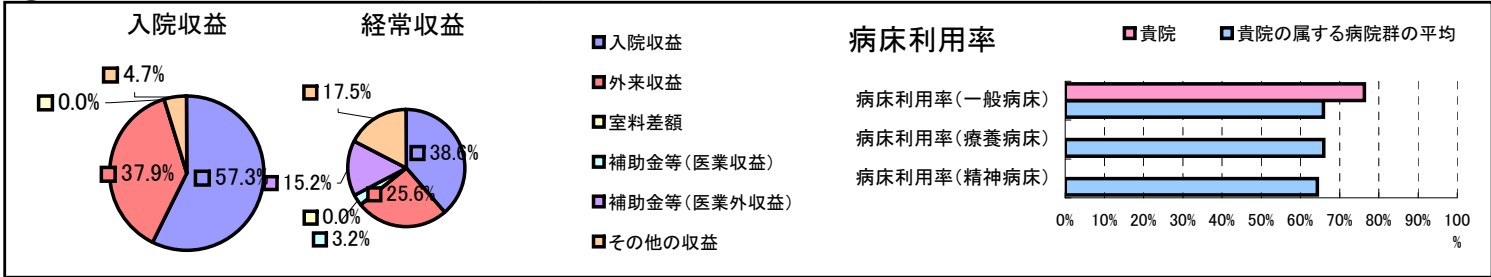 入院収益
4.7%
0.0%
37.9%
57.3%
経常収益
17.5%
38.6%
15.2%
25.6%
0.0%
3.2%
入院収益
外来収益
室料差額
補助金等(医業収益)
補助金等(医業外収益)
その他の収益
病床利用率
貴院
貴院の属する病院群の平均
病床利用率(一般病床)
病床利用率(療養病床)
病床利用率(精神病床)
0% 10% 20% 30% 40% 50% 60% 70% 80% 90% 100
%